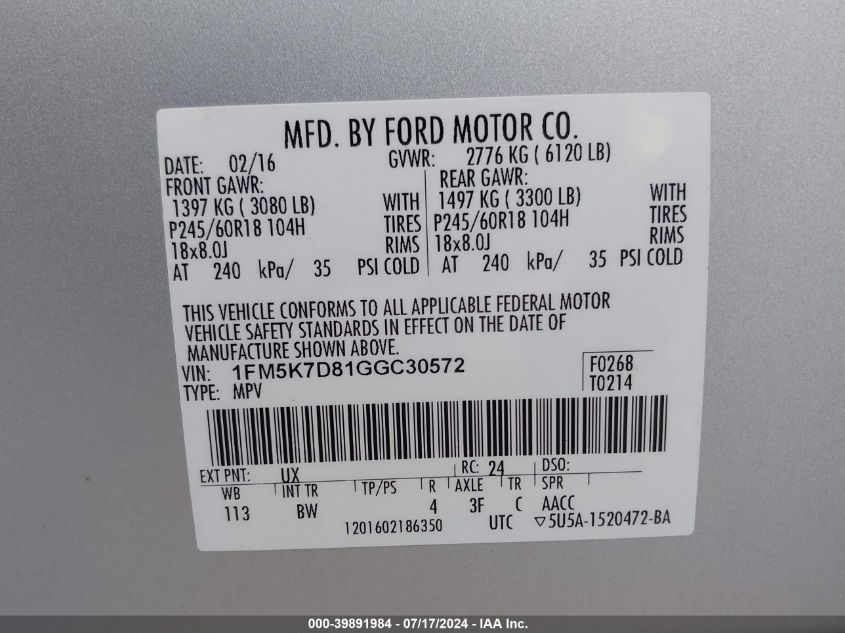 MFD. BY FORD MOTOR CO.
DATE: 02/16 GVWR: 2776 KG ( 6120 LB)
FRONT GAWR: REAR GAWR:
1397 KG ( 3080 LB) WITH 1497 KG ( 3300 LB) WITH
P245/60R18 104H TIRES P245/60R18 104H TIRES
18x8.0J RIMS 18x8.0J RIMS
AT 240 kPa/ 35 PSI COLD AT 240 kPa/ 35 PSI COLD
THIS VEHICLE CONFORMS TO ALL APPLICABLE FEDERAL MOTOR
VEHICLE SAFETY STANDARDS IN EFFECT ON THE DATE OF
MANUFACTURE SHOWN ABOVE.
VIN: 1FM5K7D81GGC30572 F0268
TYPE: MPV T0214
EXT PNT: UX RC: 24 DSO:
WB INT TR TP/PS R AXLE TR SPR
113 BW 4 3F C AACC
1201602186350 UTC ▽5U5A-1520472-BA
000-39891984 - 07/17/2024 - IAAI Inc.